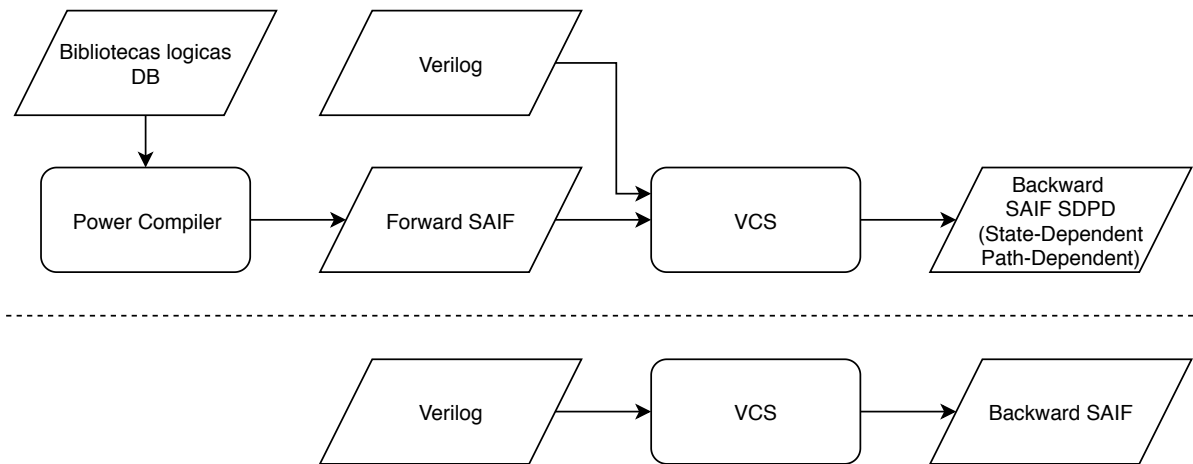 Bibliotecas logicas
DB
Verilog
Power Compiler
Forward SAIF
VCS
Backward
SAIF SDPD
(State-Dependent
Path-Dependent)
Verilog
VCS
Backward SAIF